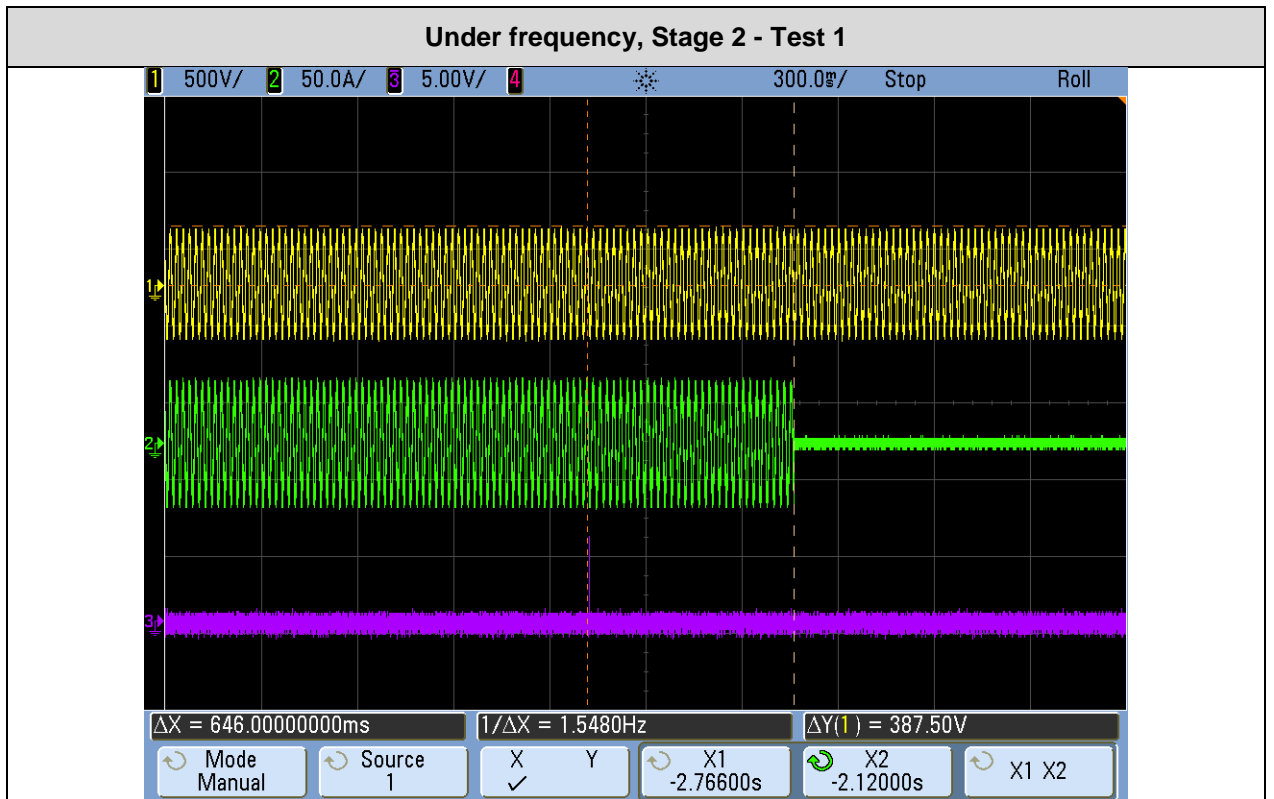 Under frequency, Stage 2 - Test 1
1 500V/ 2 50.0A/ 3 5.00V/ 4 300.0ms/ Stop Roll
1
2
3
ΔX = 646.00000000ms 1/ΔX = 1.5480Hz ΔY(1) = 387.50V
Mode Source X Y X1 X2 X1 X2
Manual 1 ✓ -2.76600s -2.12000s